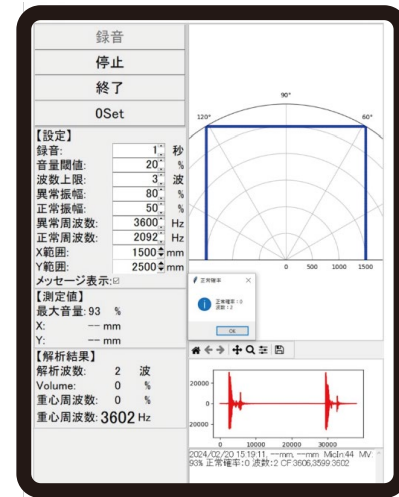 録音
停止
終了
0Set
【設定】
録音: 1 秒
音量閾値: 20 %
波数上限: 3 波
異常振幅: 80 %
正常振幅: 50 %
異常周波数: 3600 Hz
正常周波数: 2092 Hz
X範囲: 1500 mm
Y範囲: 2500 mm
メッセージ表示:
【測定値】
最大音量: 93 %
X: -- mm
Y: -- mm
【解析結果】
解析波数: 2 波
Volume: 0 %
重心周波数: 0 %
重心周波数: 3602 Hz
90°
120° 60°
0 500 1000 1500
正常確率 ×
正常確率：0
波数：2
OK
20000
0
20000
0 10000 20000 30000
2024/02/20 15:19:11, --mm, --mm MicIn:44 MV:
93% 正常確率:0 波数:2 CF:3606,3599 3602